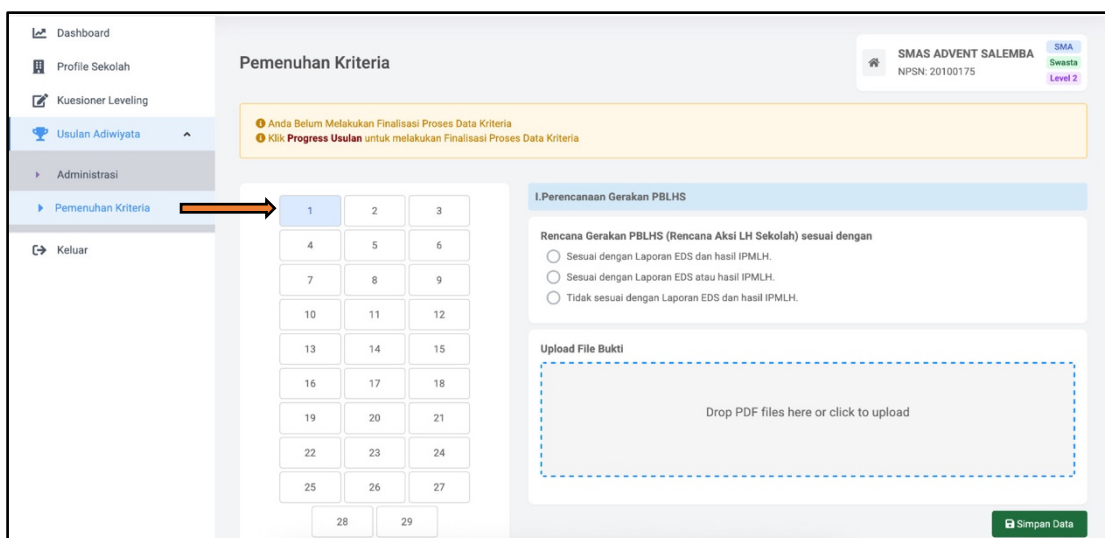 Dashboard
Profile Sekolah
Kuesioner Leveling
Usulan Adiwiyata
Administrasi
Pemenuhan Kriteria
Keluar
Pemenuhan Kriteria
SMAS ADVENT SALEMBA
NPSN: 20100175
SMA
Swasta
Level 2
Anda Belum Melakukan Finalisasi Proses Data Kriteria
Klik Progress Usulan untuk melakukan Finalisasi Proses Data Kriteria
1 2 3
4 5 6
7 8 9
10 11 12
13 14 15
16 17 18
19 20 21
22 23 24
25 26 27
28 29
I.Perencanaan Gerakan PBLHS
Rencana Gerakan PBLHS (Rencana Aksi LH Sekolah) sesuai dengan
Sesuai dengan Laporan EDS dan hasil IPMLH.
Sesuai dengan Laporan EDS atau hasil IPMLH.
Tidak sesuai dengan Laporan EDS dan hasil IPMLH.
Upload File Bukti
Drop PDF files here or click to upload
Simpan Data